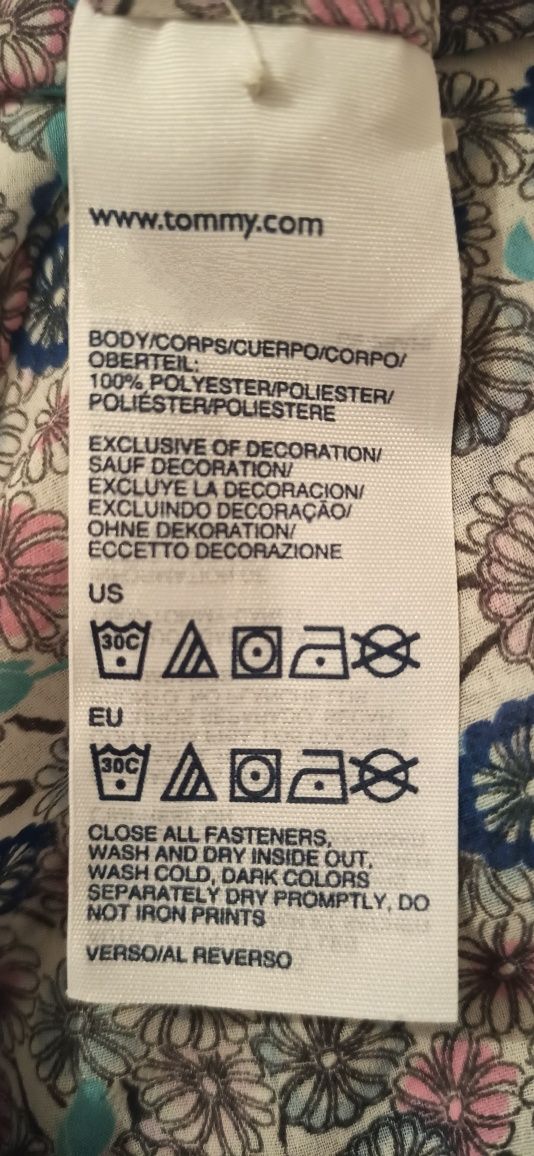 www.tommy.com
BODY/CORPS/CUERPO/CORPO/
OBERTEIL:
100% POLYESTER/POLIESTER/
POLIÉSTER/POLIESTERE
EXCLUSIVE OF DECORATION/
SAUF DECORATION/
EXCLUYE LA DECORACION/
EXCLUINDO DECORAÇÃO/
OHNE DEKORATION/
ECCETTO DECORAZIONE
US
30C
EU
30C
CLOSE ALL FASTENERS,
WASH AND DRY INSIDE OUT,
WASH COLD, DARK COLORS
SEPARATELY DRY PROMPTLY, DO
NOT IRON PRINTS
VERSO/AL REVERSO